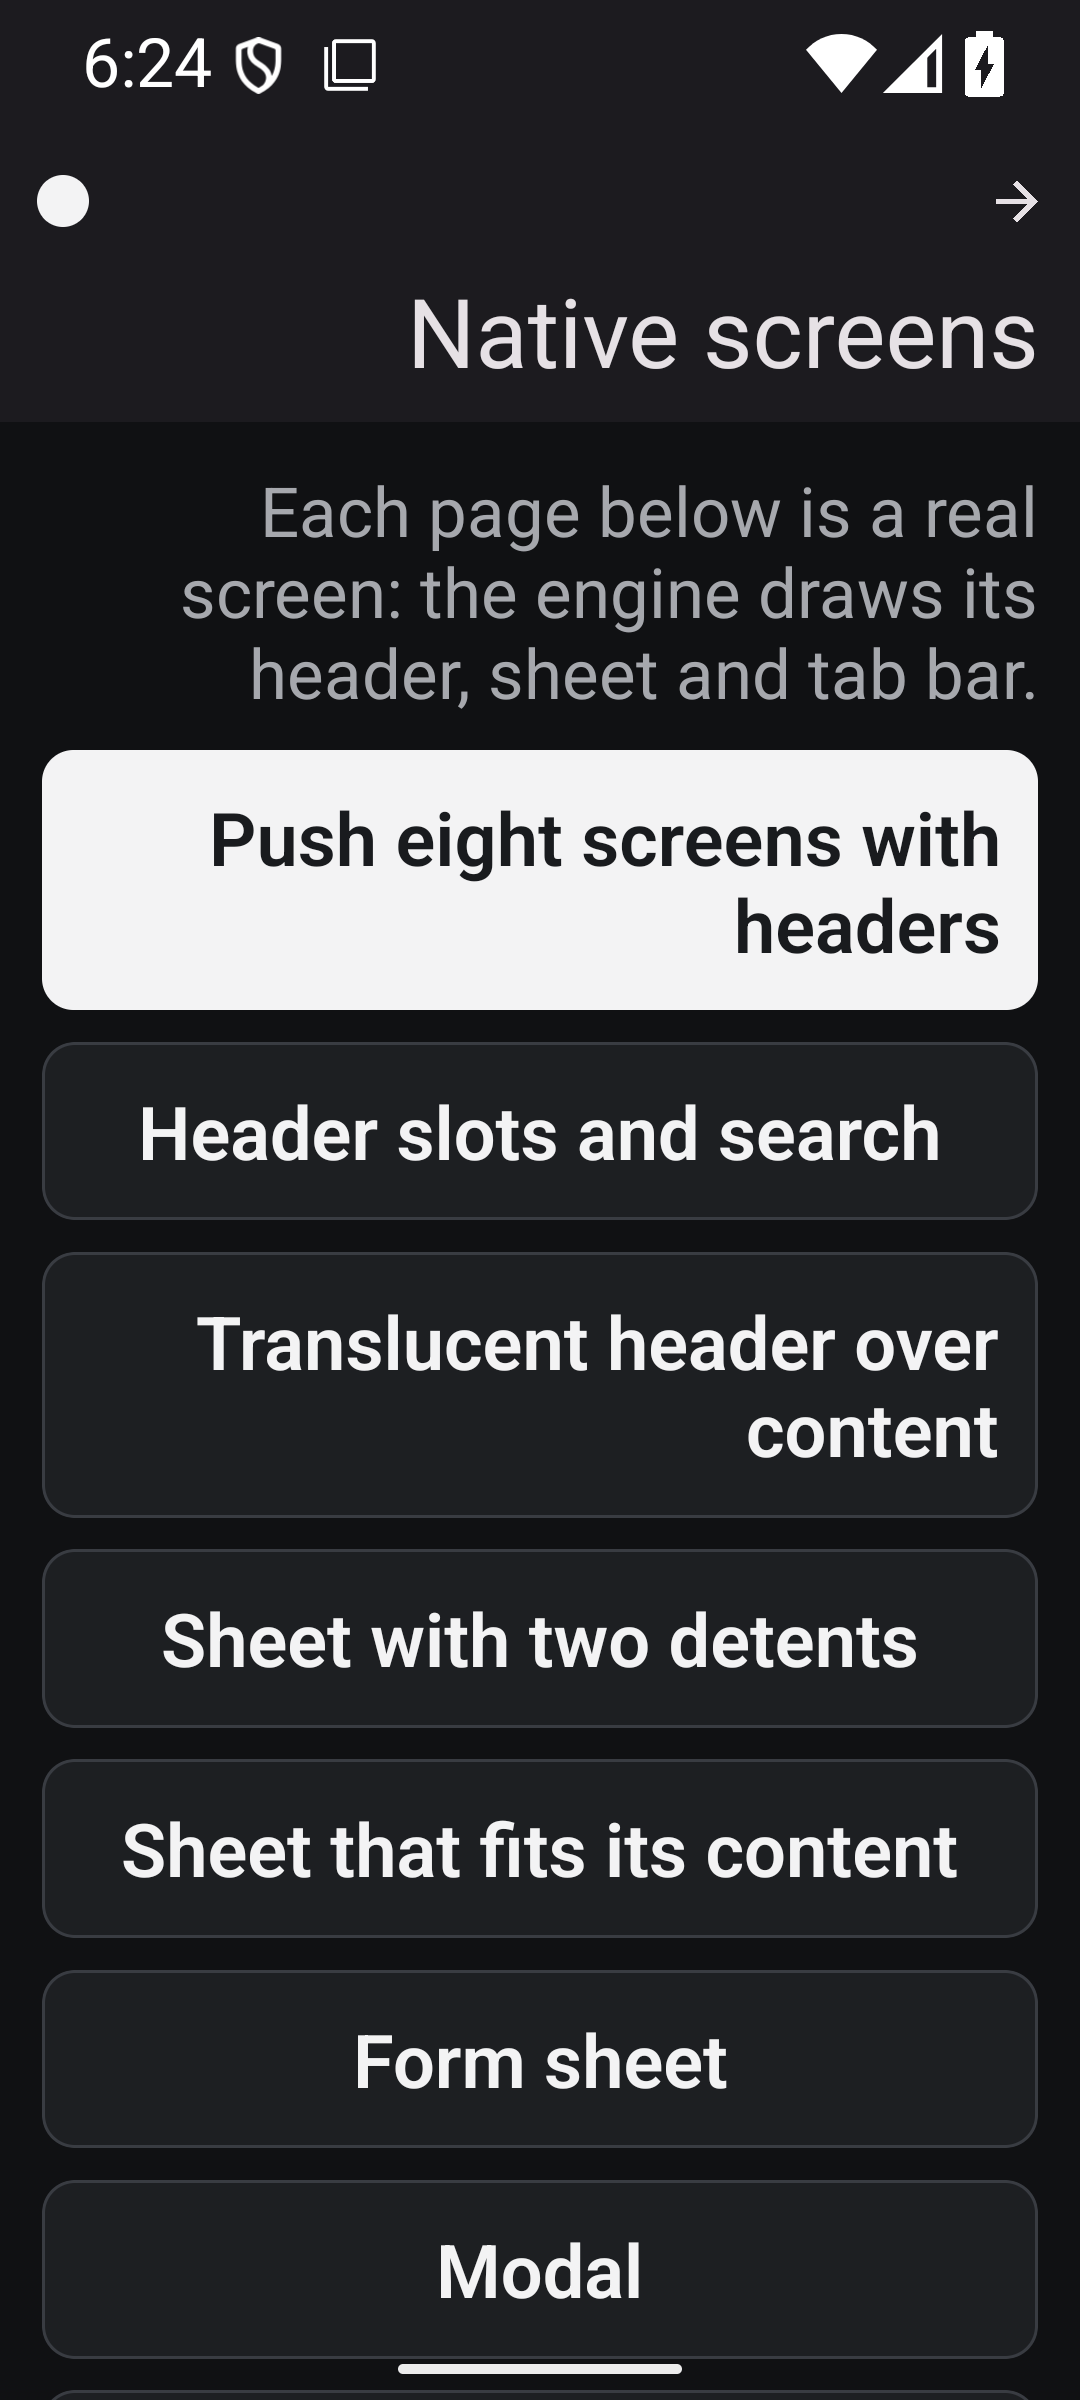 6:24
Native screens
Each page below is a real
screen: the engine draws its
header, sheet and tab bar.
Push eight screens with
headers
Header slots and search
Translucent header over
content
Sheet with two detents
Sheet that fits its content
Form sheet
Modal